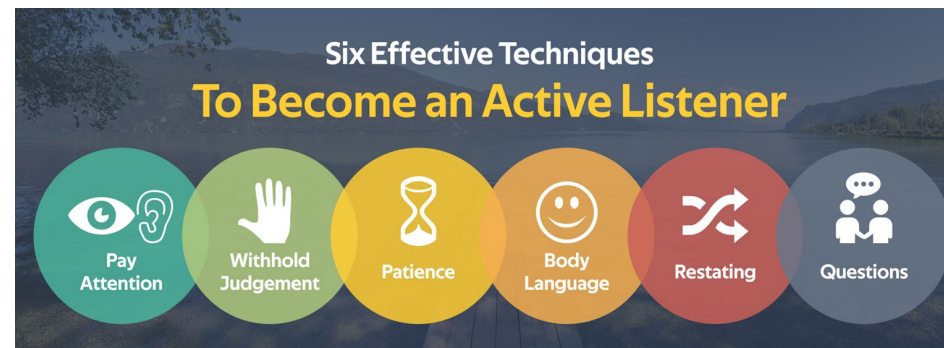 Six Effective Techniques
To Become an Active Listener
Pay
Attention
Withhold
Judgement
Patience
Body
Language
Restating
Questions